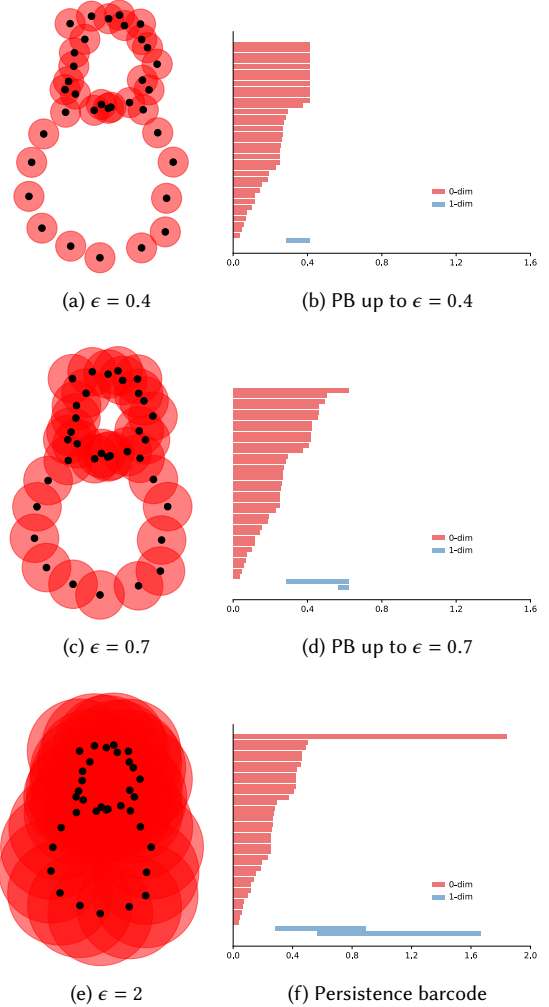 0-dim
1-dim
0.0 0.4 0.8 1.2 1.6
(a) ϵ = 0.4 (b) PB up to ϵ = 0.4
0-dim
1-dim
0.0 0.4 0.8 1.2 1.6
(c) ϵ = 0.7 (d) PB up to ϵ = 0.7
0-dim
1-dim
0.0 0.4 0.8 1.2 1.6 2.0
(e) ϵ = 2 (f) Persistence barcode